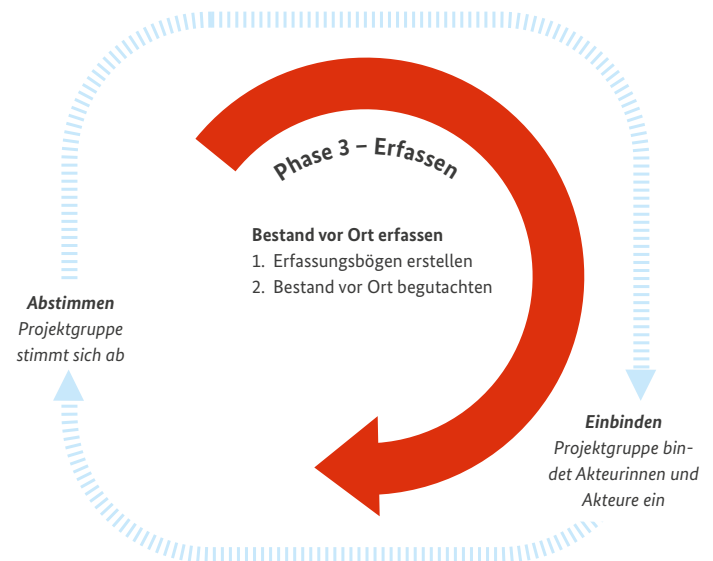 Phase 3 – Erfassen
Bestand vor Ort erfassen
1. Erfassungsbögen erstellen
2. Bestand vor Ort begutachten
Abstimmen
Projektgruppe
stimmt sich ab
Einbinden
Projektgruppe bin-
det Akteurinnen und
Akteure ein